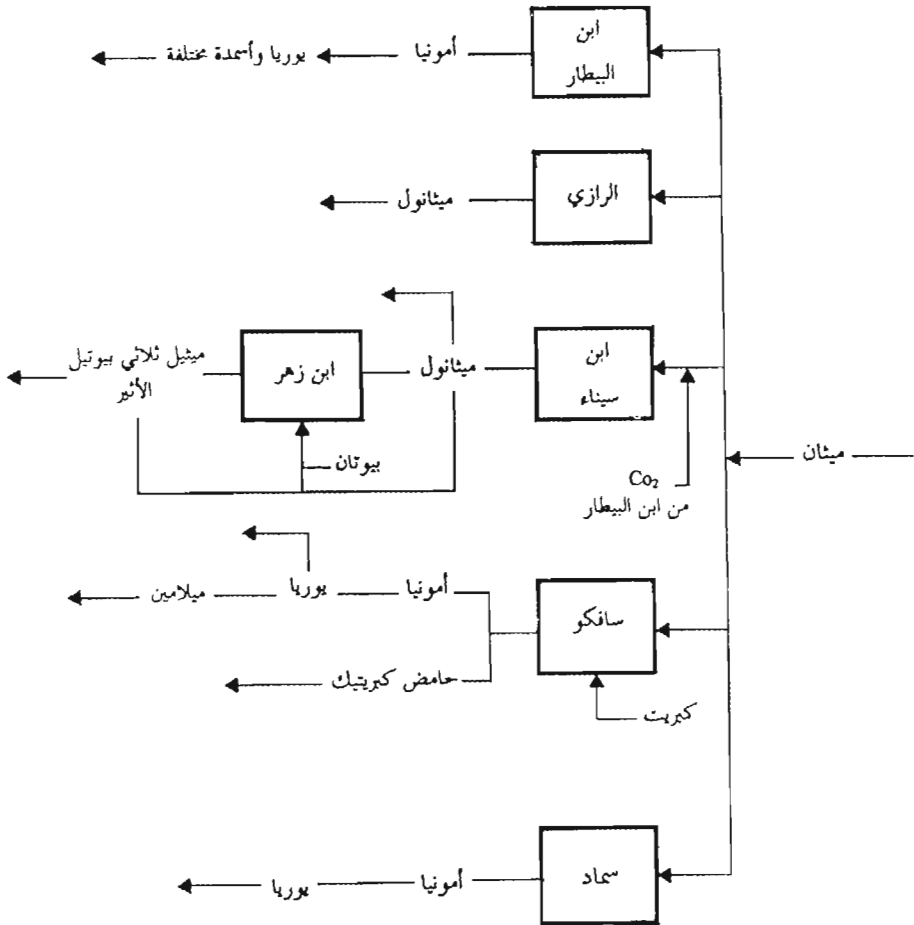 ابن
البيطار
أمونيا
يوريا وأسمدة مختلفة
الرازي
ميثانول
ابن
سيناء
ميثانول
ابن زهر
ميثيل ثلاثي بيوتيل
الأثير
بيوتان
ميثان
Co₂
من ابن البيطار
سافكو
أمونيا
يوريا
ميلامين
حامض كبريتيك
كبريت
سماد
أمونيا
يوريا